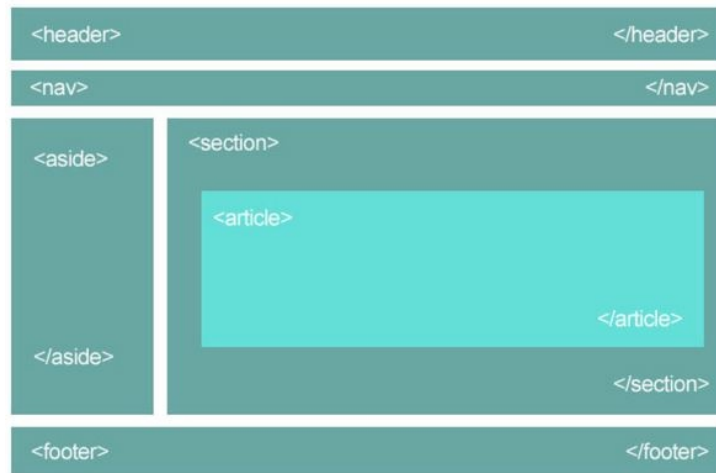 <header> </header>
<nav> </nav>
<aside>
</aside>
<section>
<article>
</article>
</section>
<footer> </footer>